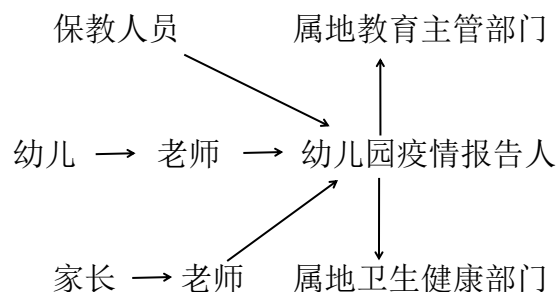 保教人员 属地教育主管部门
幼儿 老师 幼儿园疫情报告人
家长 老师 属地卫生健康部门